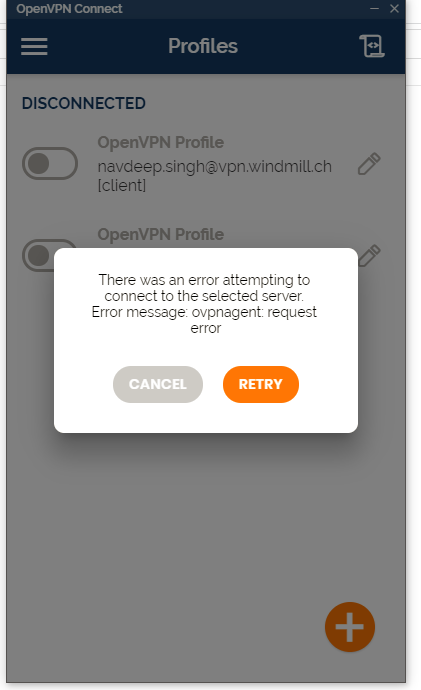 OpenVPN Connect
Profiles
DISCONNECTED
OpenVPN Profile
navdeep.singh@vpn.windmill.ch
[client]
OpenVPN Profile
There was an error attempting to
connect to the selected server.
Error message: ovpnagent: request
error
CANCEL
RETRY